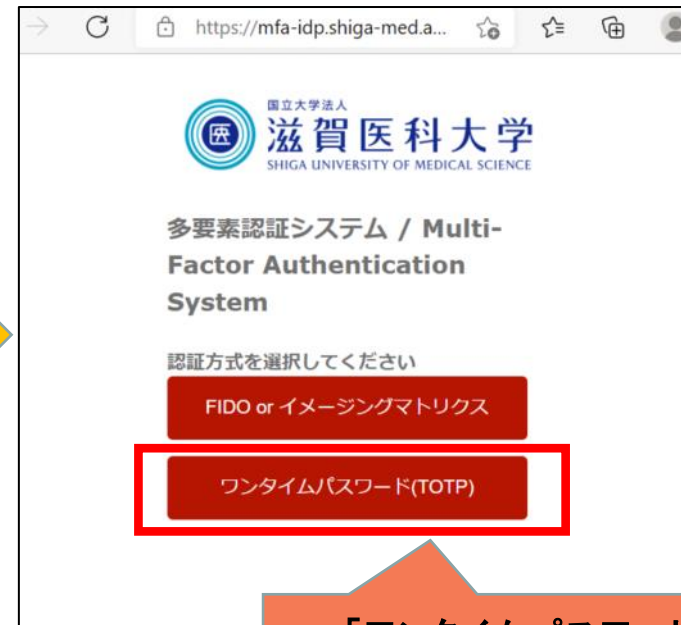 https://mfa-idp.shiga-med.a...
国立大学法人
滋賀医科大学
SHIGA UNIVERSITY OF MEDICAL SCIENCE
多要素認証システム / Multi-
Factor Authentication
System
認証方式を選択してください
FIDO or イメージングマトリクス
ワンタイムパスワード(TOTP)